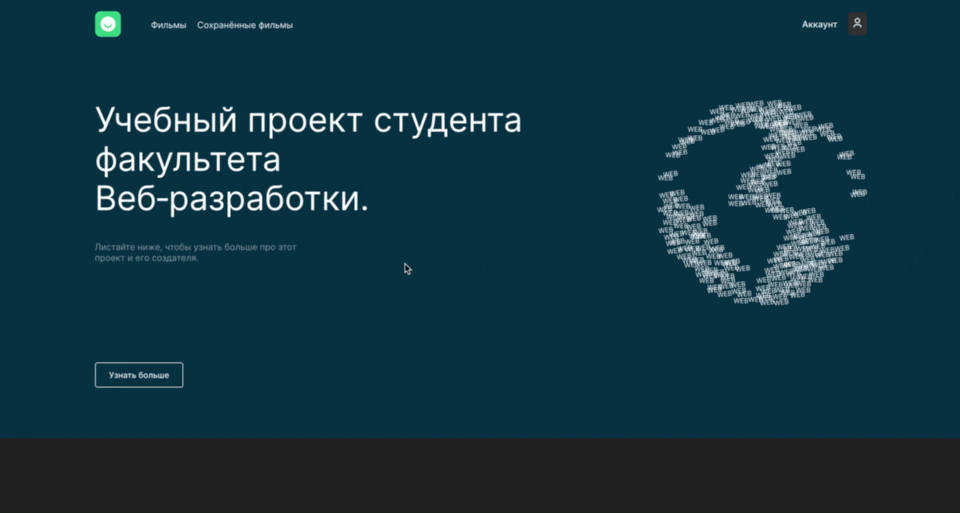 Фильмы Сохранённые фильмы Аккаунт
Учебный проект студента
факультета
Веб-разработки.
Листайте ниже, чтобы узнать больше про этот
проект и его создателя.
WEB
Узнать больше